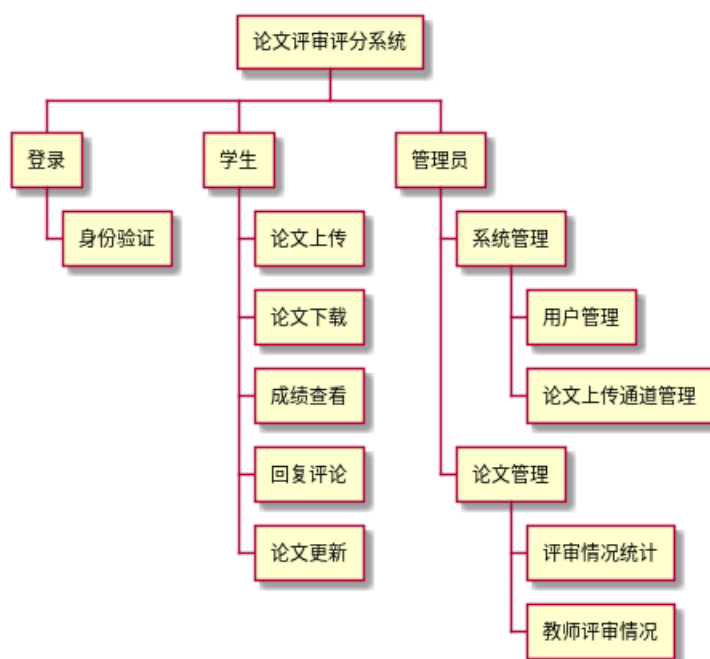 论文评审评分系统
登录
学生
管理员
身份验证
论文上传
系统管理
论文下载
用户管理
成绩查看
论文上传通道管理
回复评论
论文管理
论文更新
评审情况统计
教师评审情况